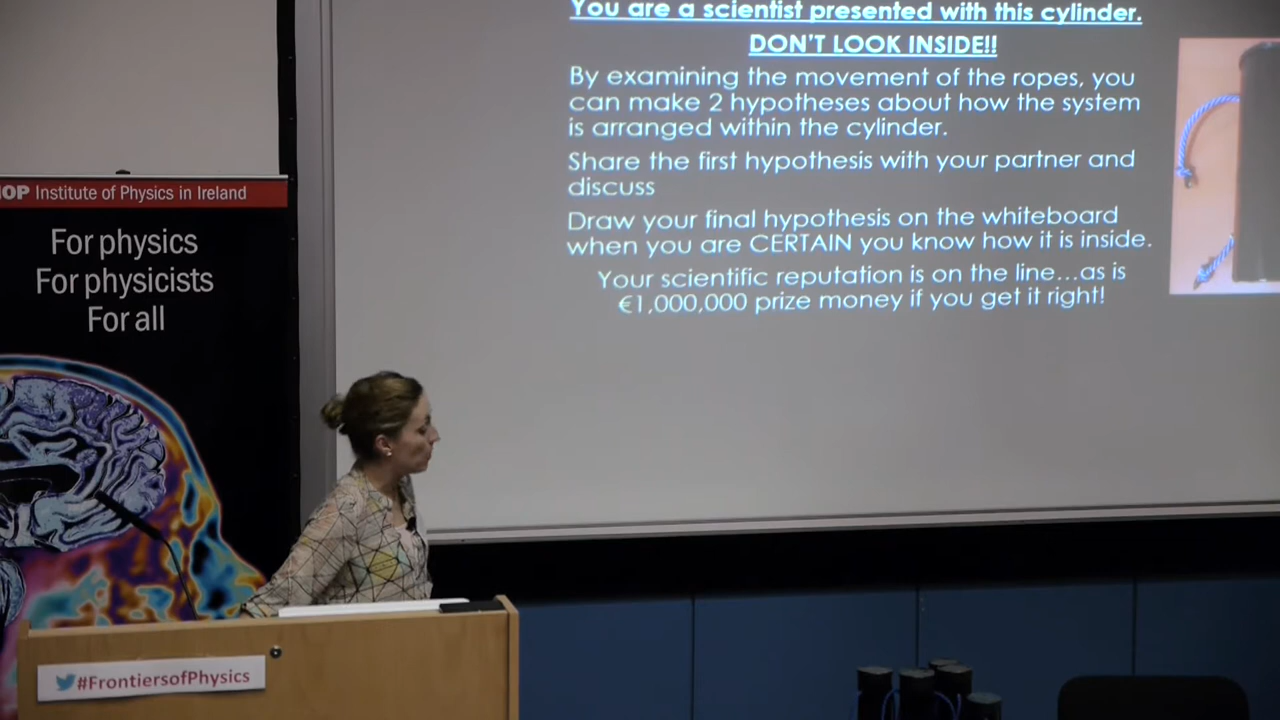 You are a scientist presented with this cylinder.
DON'T LOOK INSIDE!!
By examining the movement of the ropes, you
can make 2 hypotheses about how the system
is arranged within the cylinder.
Share the first hypothesis with your partner and
discuss
Draw your final hypothesis on the whiteboard
when you are CERTAIN you know how it is inside.
Your scientific reputation is on the line...as is
€1,000,000 prize money if you get it right!
IOP Institute of Physics in Ireland
For physics
For physicists
For all
#FrontiersofPhysics